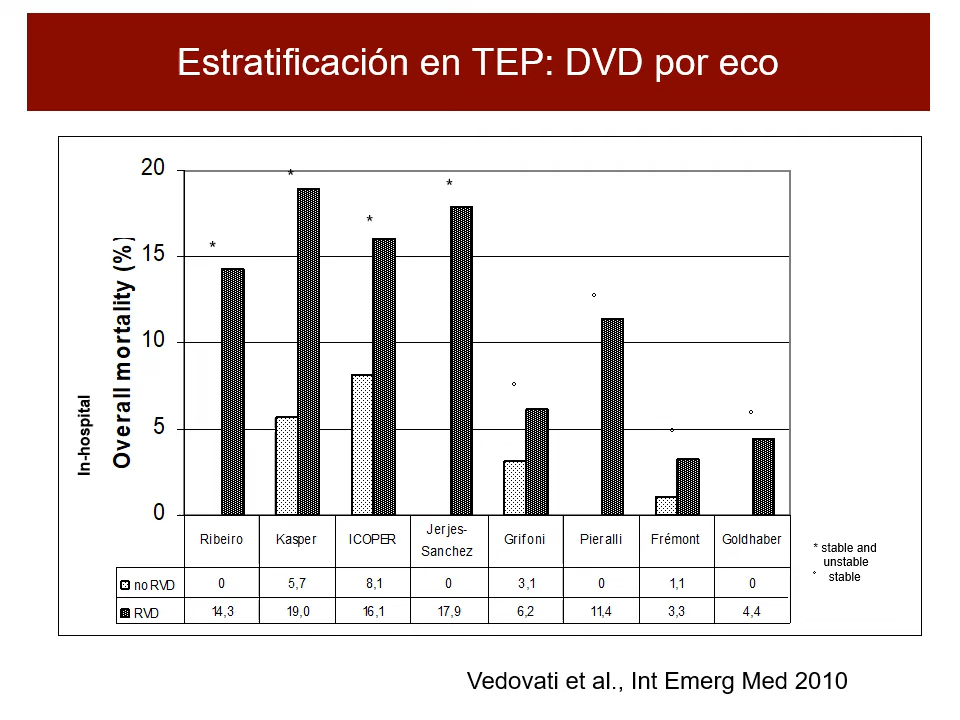 Estratificación en TEP: DVD por eco
20
15
10
5
0
In-hospital
Overall mortality (%)
*
*
*
*
°
°
°
°
Ribeiro Kasper ICOPER Jerjes-Sanchez Grifoni Pieralli Frémont Goldhaber
no RVD 0 5,7 8,1 0 3,1 0 1,1 0
RVD 14,3 19,0 16,1 17,9 6,2 11,4 3,3 4,4
* stable and
unstable
° stable
Vedovati et al., Int Emerg Med 2010